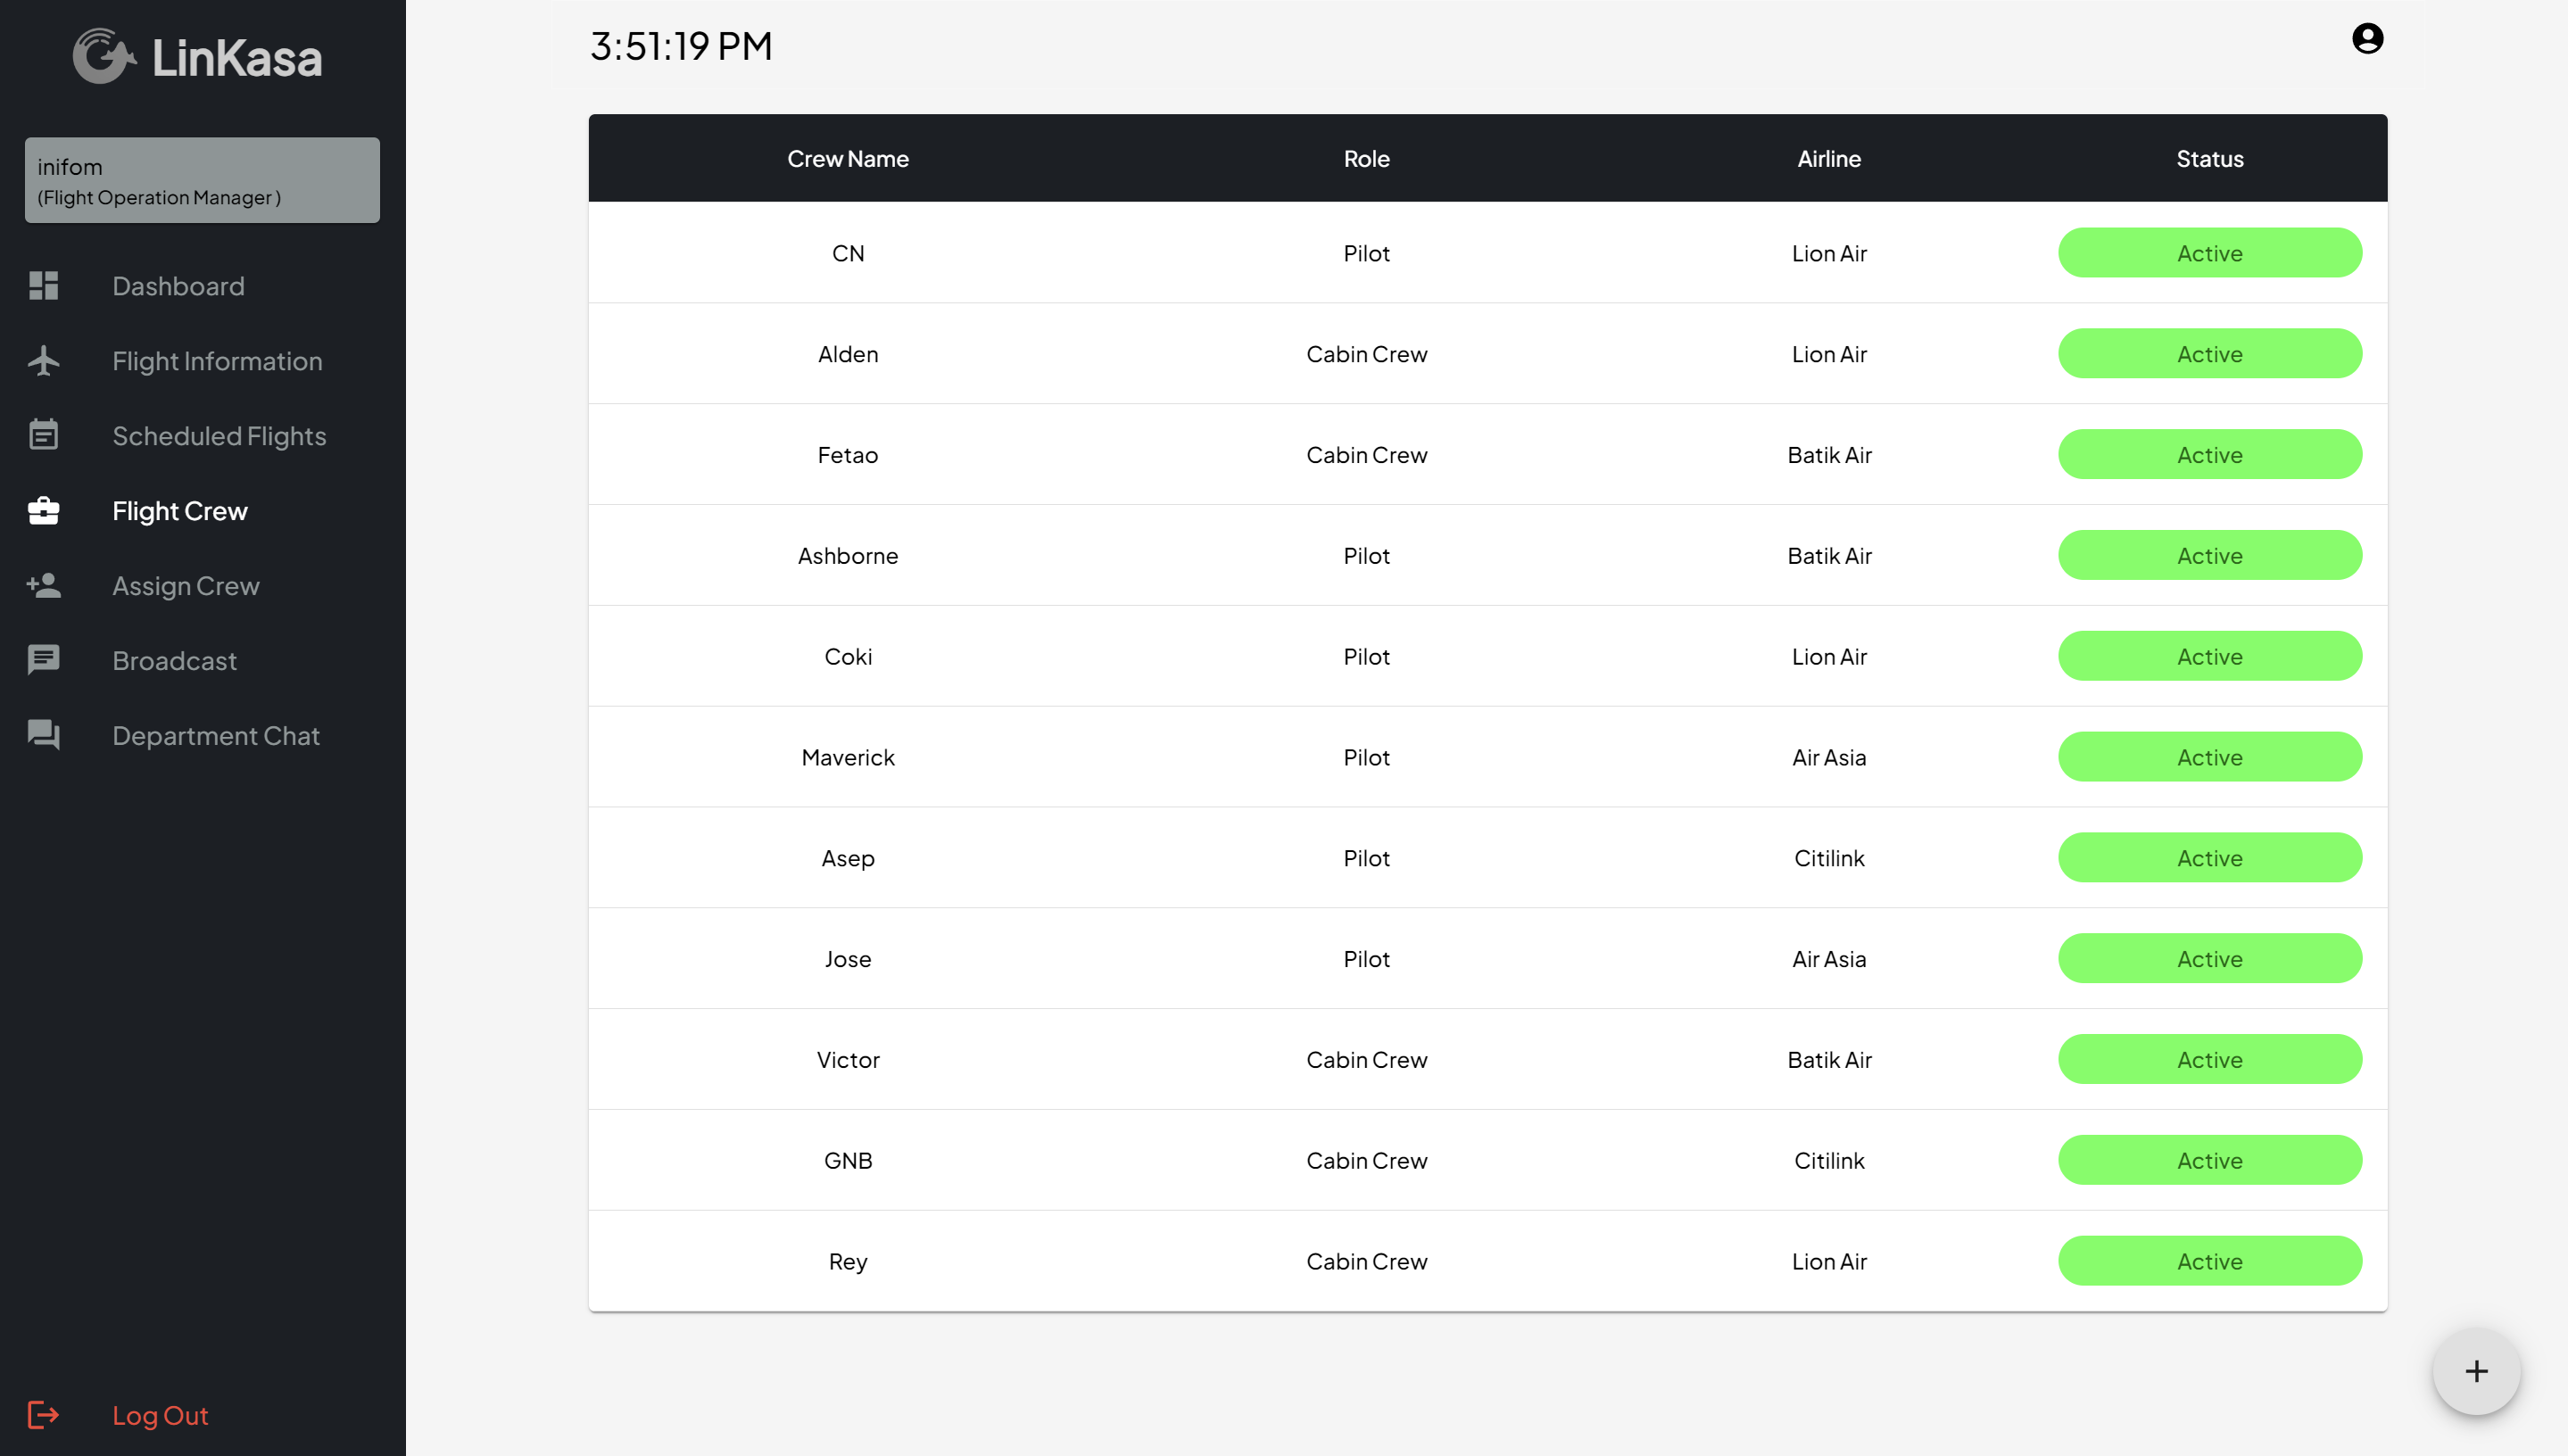 LinKasa
inifom
(Flight Operation Manager )
Dashboard
Flight Information
Scheduled Flights
Flight Crew
Assign Crew
Broadcast
Department Chat
Log Out
3:51:19 PM
Crew Name Role Airline Status
CN Pilot Lion Air Active
Alden Cabin Crew Lion Air Active
Fetao Cabin Crew Batik Air Active
Ashborne Pilot Batik Air Active
Coki Pilot Lion Air Active
Maverick Pilot Air Asia Active
Asep Pilot Citilink Active
Jose Pilot Air Asia Active
Victor Cabin Crew Batik Air Active
GNB Cabin Crew Citilink Active
Rey Cabin Crew Lion Air Active
+